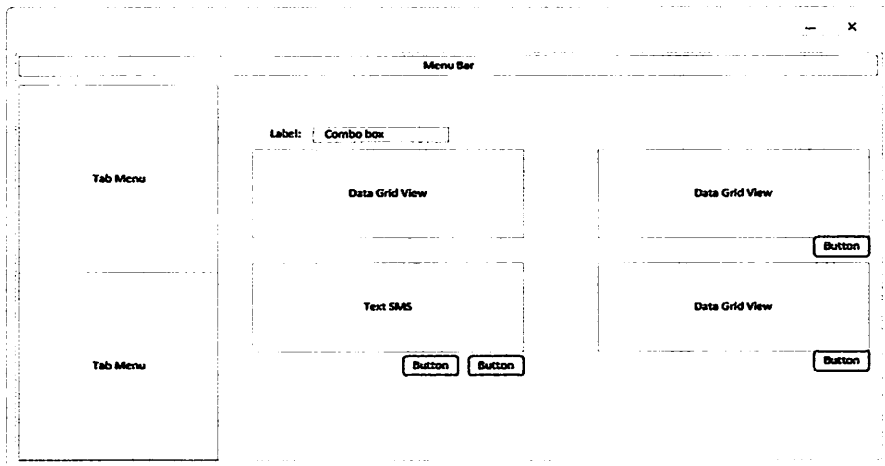 Menu Bar
Label: Combo box
Tab Menu
Data Grid View
Data Grid View
Button
Text SMS
Data Grid View
Tab Menu
Button
Button
Button